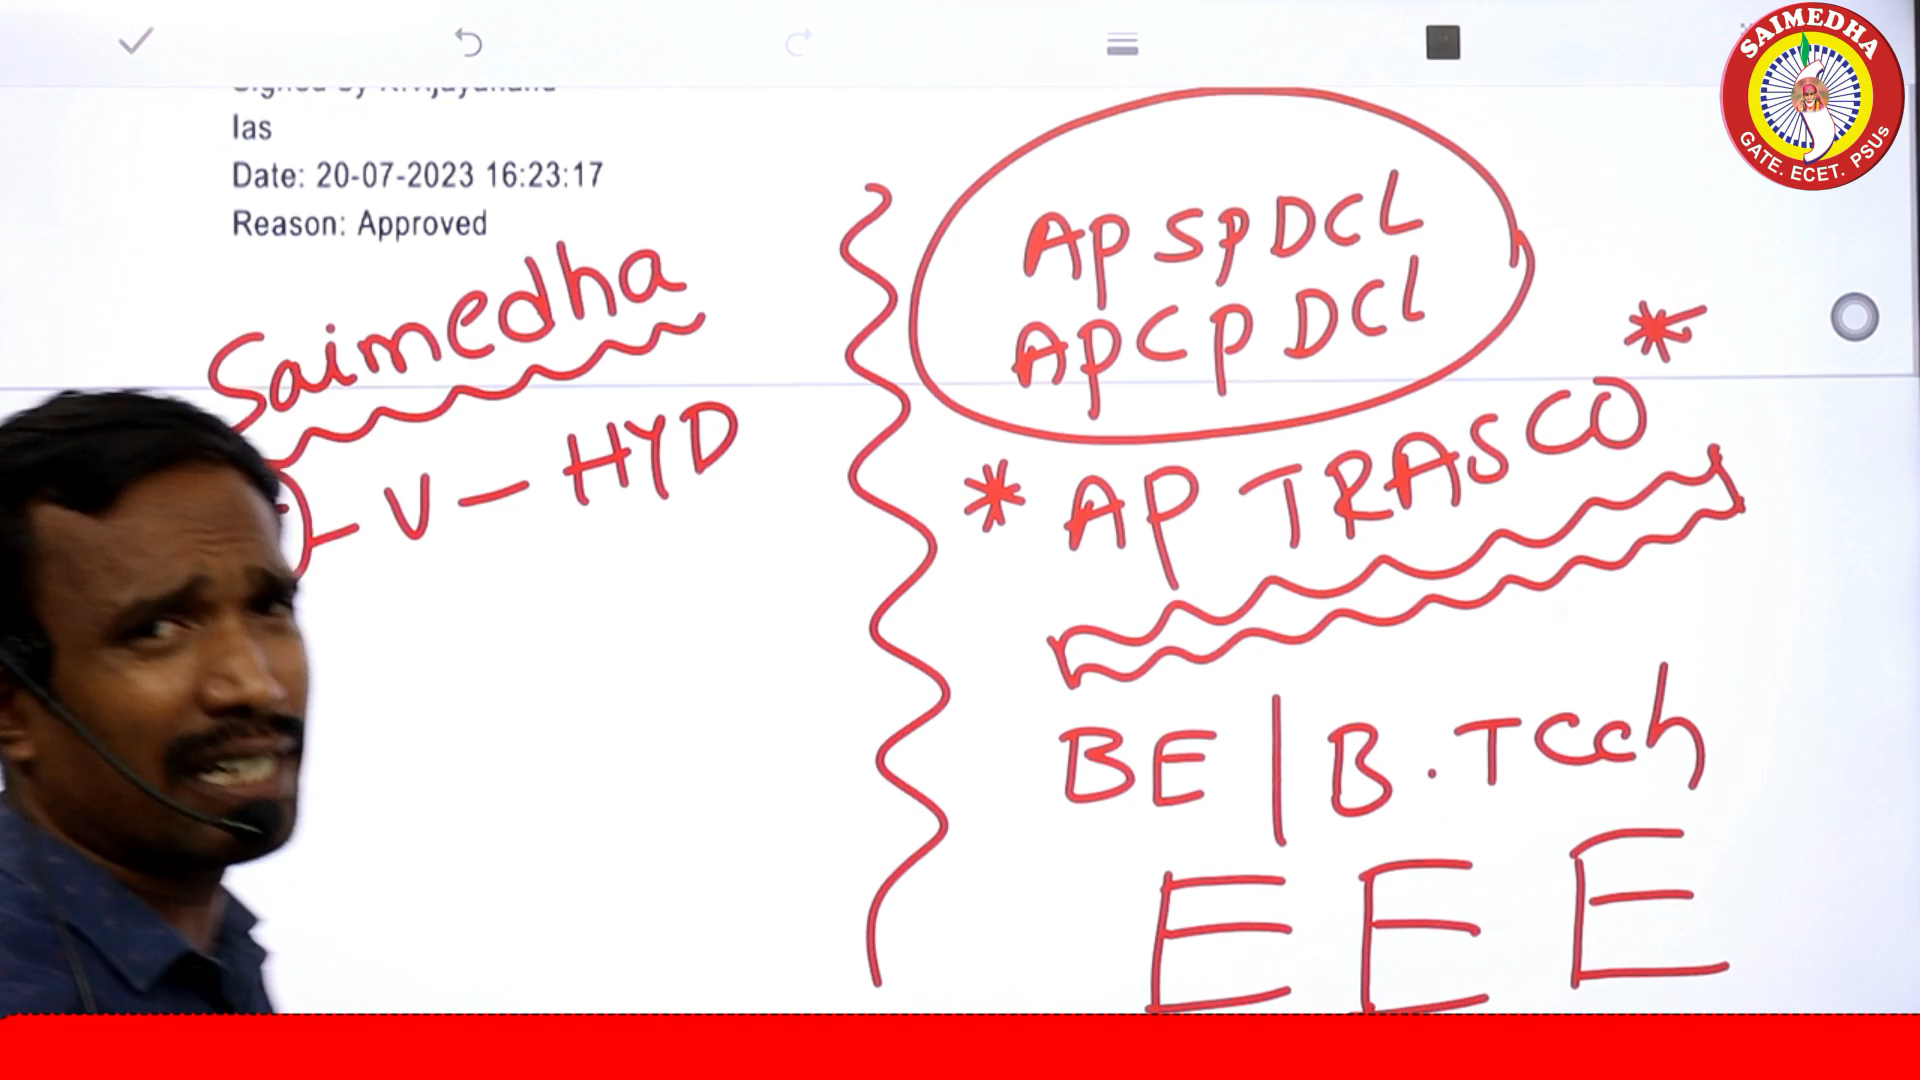 Ias
Date: 20-07-2023 16:23:17
Reason: Approved
Saimedha
V - HYD
APSPDCL
APCPDCL
* AP TRASCO *
BE | B.Tech
EEE
SAIMEDHA
GATE. ECET. PSUs